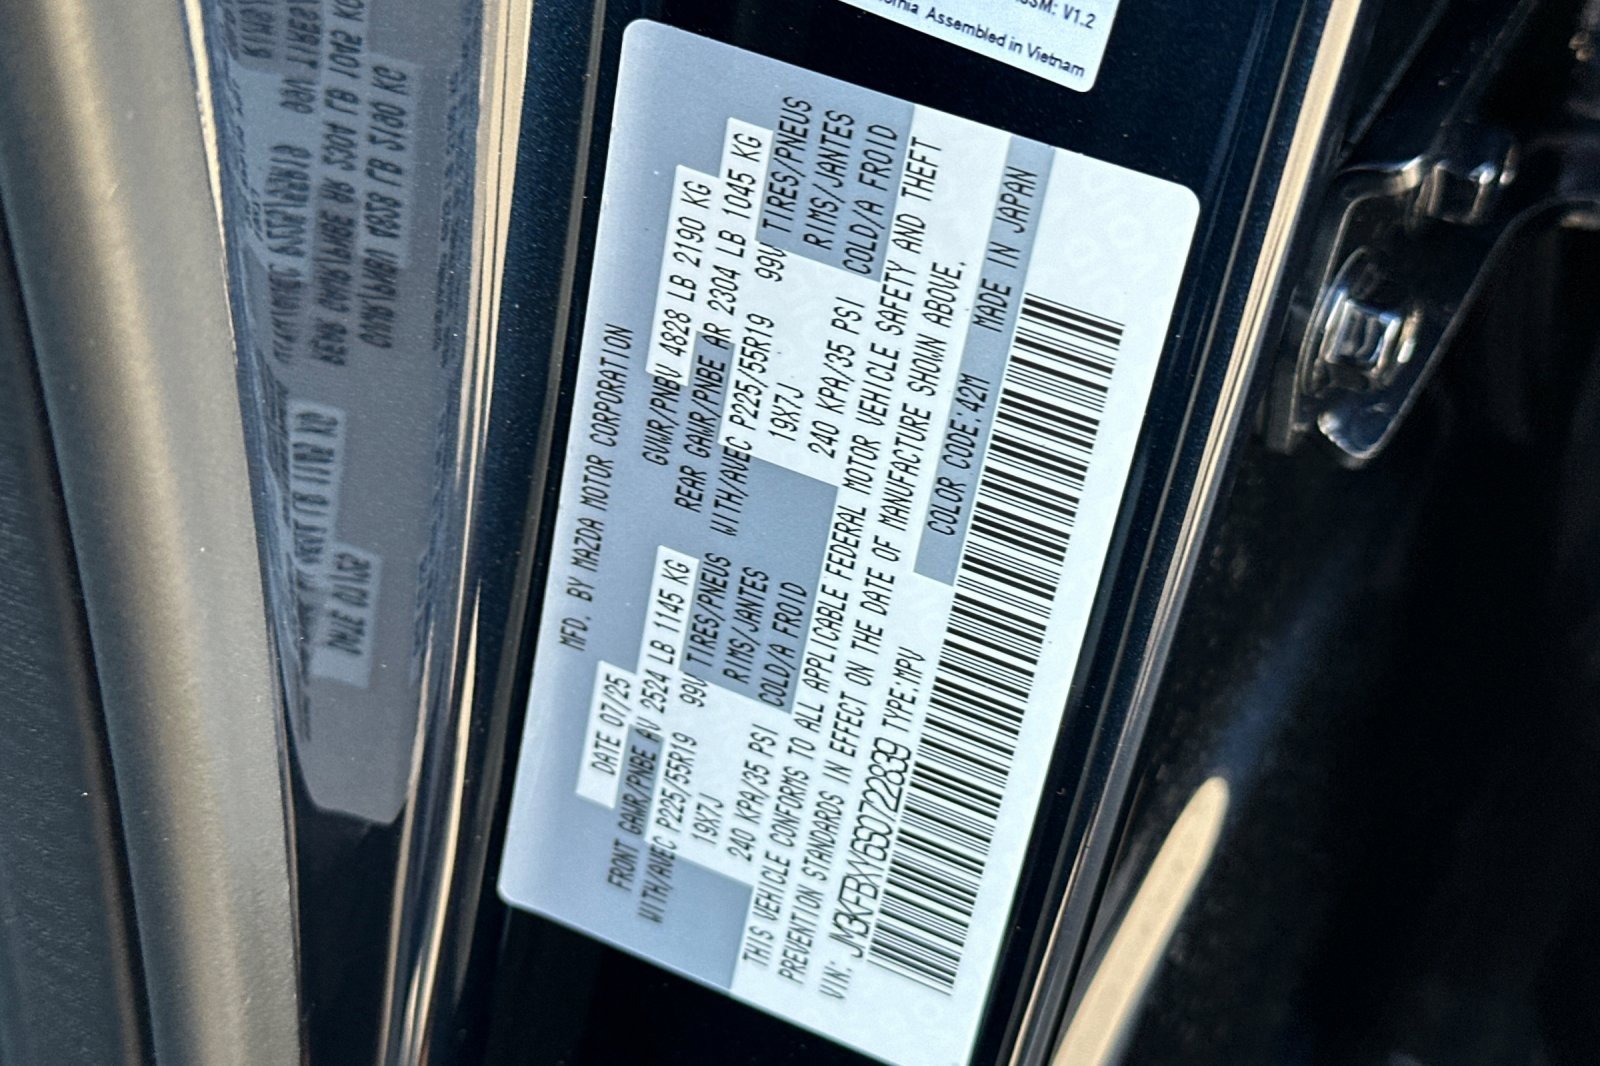 SM: V1.2
Assembled in Vietnam
MFD. BY MAZDA MOTOR CORPORATION
DATE 07/25
GVWR/PNBV 4828 LB 2190 KG
FRONT GAWR/PNBE AV 2524 LB 1145 KG
REAR GAWR/PNBE AR 2304 LB 1045 KG
WITH/AVEC P225/55R19 99V TIRES/PNEUS
WITH/AVEC P225/55R19 99V TIRES/PNEUS
19X7J RIMS/JANTES
19X7J RIMS/JANTES
240 KPA/35 PSI COLD/A FROID
240 KPA/35 PSI COLD/A FROID
THIS VEHICLE CONFORMS TO ALL APPLICABLE FEDERAL MOTOR VEHICLE SAFETY AND THEFT
PREVENTION STANDARDS IN EFFECT ON THE DATE OF MANUFACTURE SHOWN ABOVE.
VIN: JM3KFBXY6S0722839 TYPE:MPV
COLOR CODE:42M MADE IN JAPAN